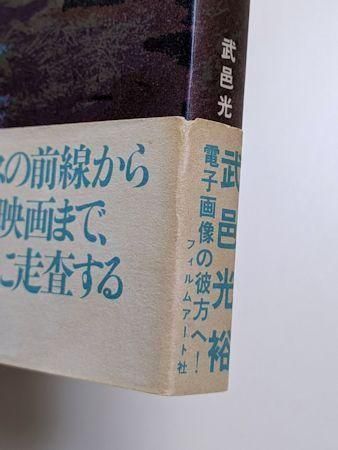 武邑光
の前線から
映画まで、
に走査する
武邑光裕
電子画像の彼方へ!
フィルムアート社